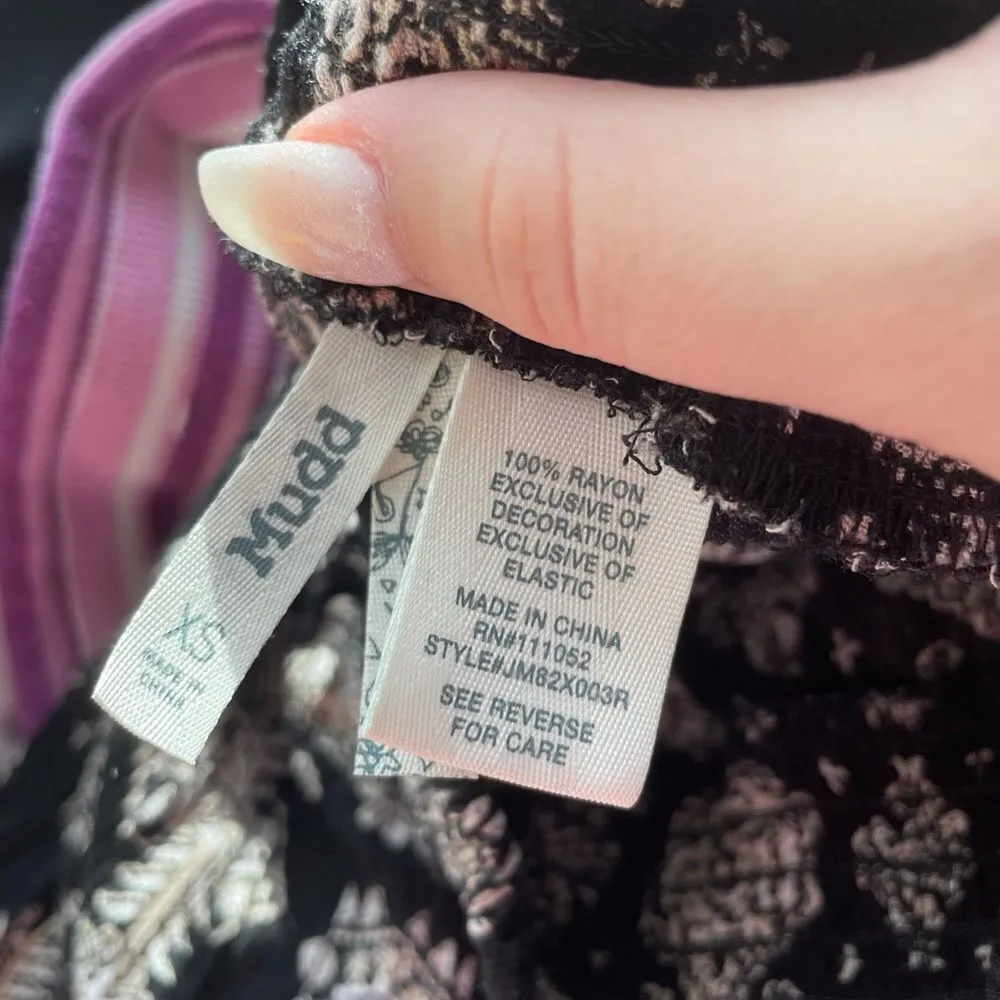 Mudd
XS
MADE IN
CHINA
100% RAYON
EXCLUSIVE OF
DECORATION
EXCLUSIVE OF
ELASTIC
MADE IN CHINA
RN#111052
STYLE#JM62X003R
SEE REVERSE
FOR CARE